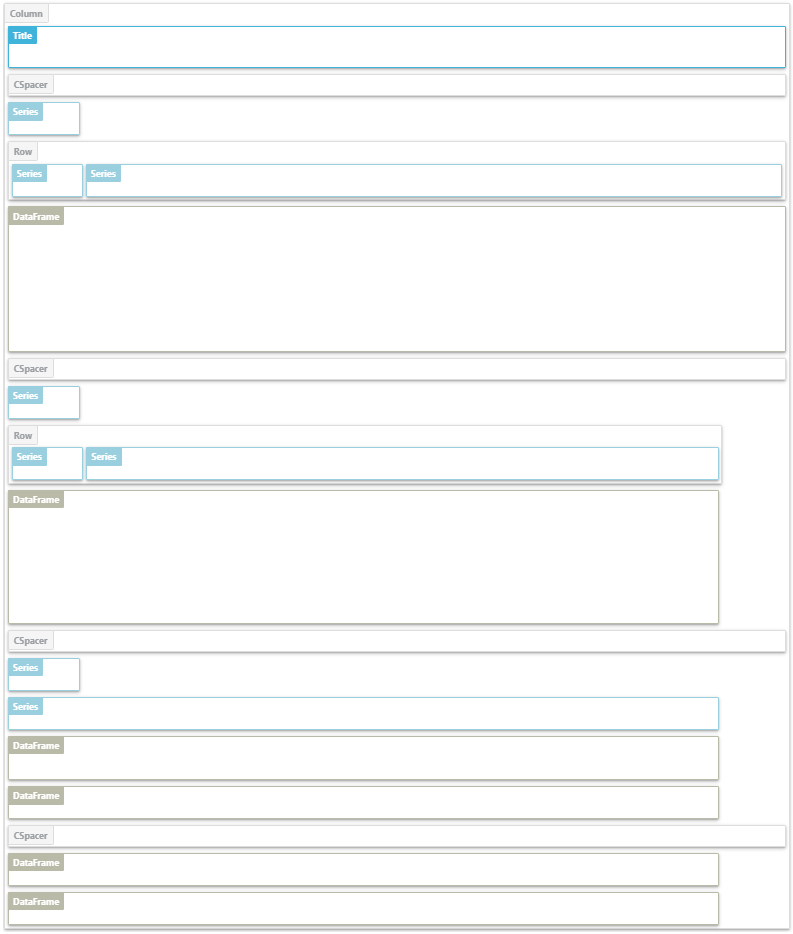 Column
Title
CSpacer
Series
Row
Series Series
DataFrame
CSpacer
Series
Row
Series Series
DataFrame
CSpacer
Series
Series
DataFrame
DataFrame
CSpacer
DataFrame
DataFrame